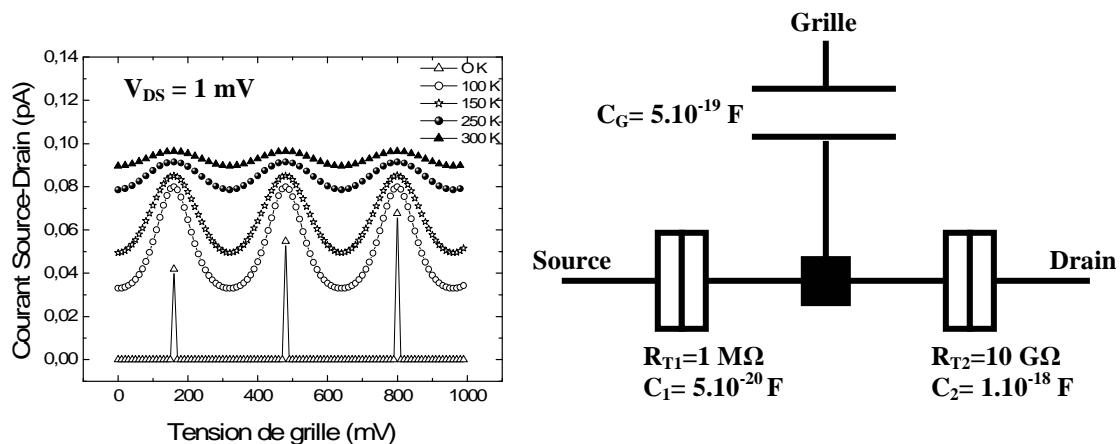 Courant Source-Drain (pA)
0,14
0,12
0,10
0,08
0,06
0,04
0,02
0,00
V_DS = 1 mV
O K
100 K
150 K
250 K
300 K
0 200 400 600 800 1000
Tension de grille (mV)
Grille
C_G= 5.10^-19 F
Source
Drain
R_T1=1 MΩ
C_1= 5.10^-20 F
R_T2=10 GΩ
C_2= 1.10^-18 F